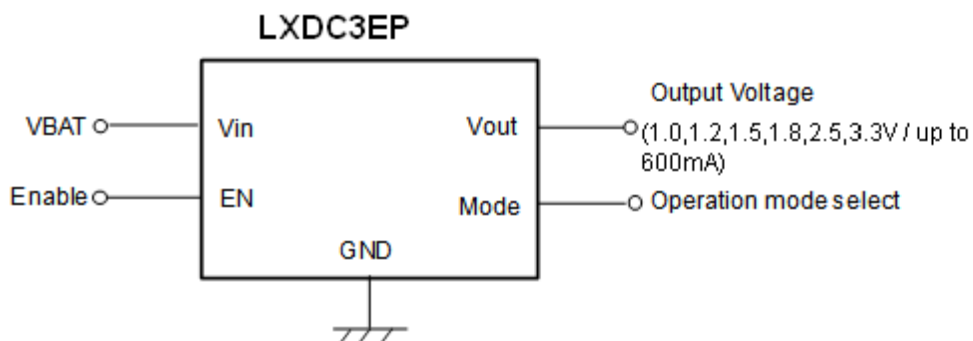 LXDC3EP
VBAT
Vin
Vout
Output Voltage
(1.0,1.2,1.5,1.8,2.5,3.3V / up to
600mA)
Enable
EN
Mode
Operation mode select
GND